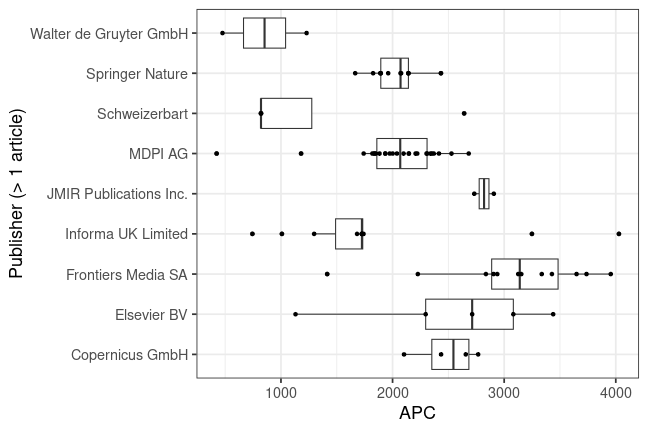 Publisher (> 1 article)
Walter de Gruyter GmbH
Springer Nature
Schweizerbart
MDPI AG
JMIR Publications Inc.
Informa UK Limited
Frontiers Media SA
Elsevier BV
Copernicus GmbH
1000 2000 3000 4000
APC